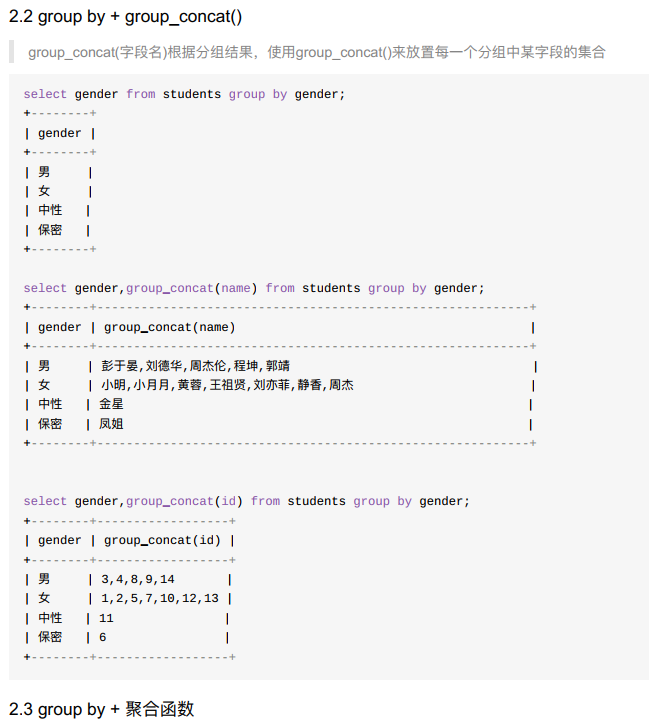 2.2 group by + group_concat()
group_concat(字段名)根据分组结果，使用group_concat()来放置每一个分组中某字段的集合
select gender from students group by gender;
+--------+
| gender |
+--------+
| 男     |
| 女     |
| 中性   |
| 保密   |
+--------+
select gender,group_concat(name) from students group by gender;
+--------+-----------------------------------------------------------+
| gender | group_concat(name)                                        |
+--------+-----------------------------------------------------------+
| 男     | 彭于晏,刘德华,周杰伦,程坤,郭靖                                 |
| 女     | 小明,小月月,黄蓉,王祖贤,刘亦菲,静香,周杰                        |
| 中性   | 金星                                                       |
| 保密   | 凤姐                                                       |
+--------+-----------------------------------------------------------+
select gender,group_concat(id) from students group by gender;
+--------+------------------+
| gender | group_concat(id) |
+--------+------------------+
| 男     | 3,4,8,9,14       |
| 女     | 1,2,5,7,10,12,13 |
| 中性   | 11               |
| 保密   | 6                |
+--------+------------------+
2.3 group by + 聚合函数